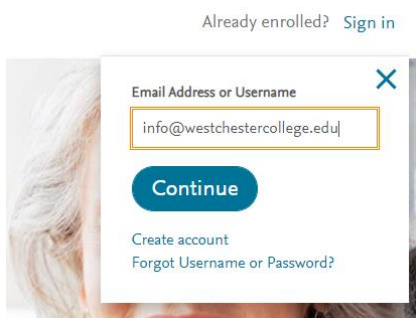 Already enrolled? Sign in
Email Address or Username
info@westchestercollege.edu
Continue
Create account
Forgot Username or Password?